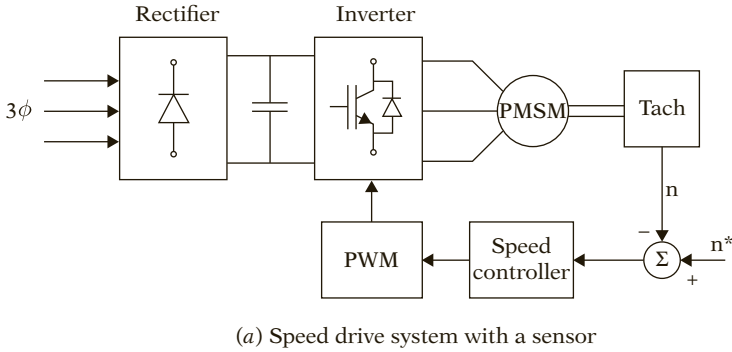 Rectifier
Inverter
3ϕ
PMSM
Tach
n
PWM
Speed
controller
−
Σ
n*
+
(a) Speed drive system with a sensor